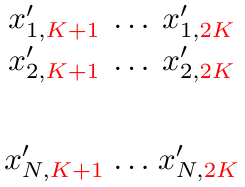 x′₁,K+1 … x′₁,2K
x′₂,K+1 … x′₂,2K
x′N,K+1 … x′N,2K